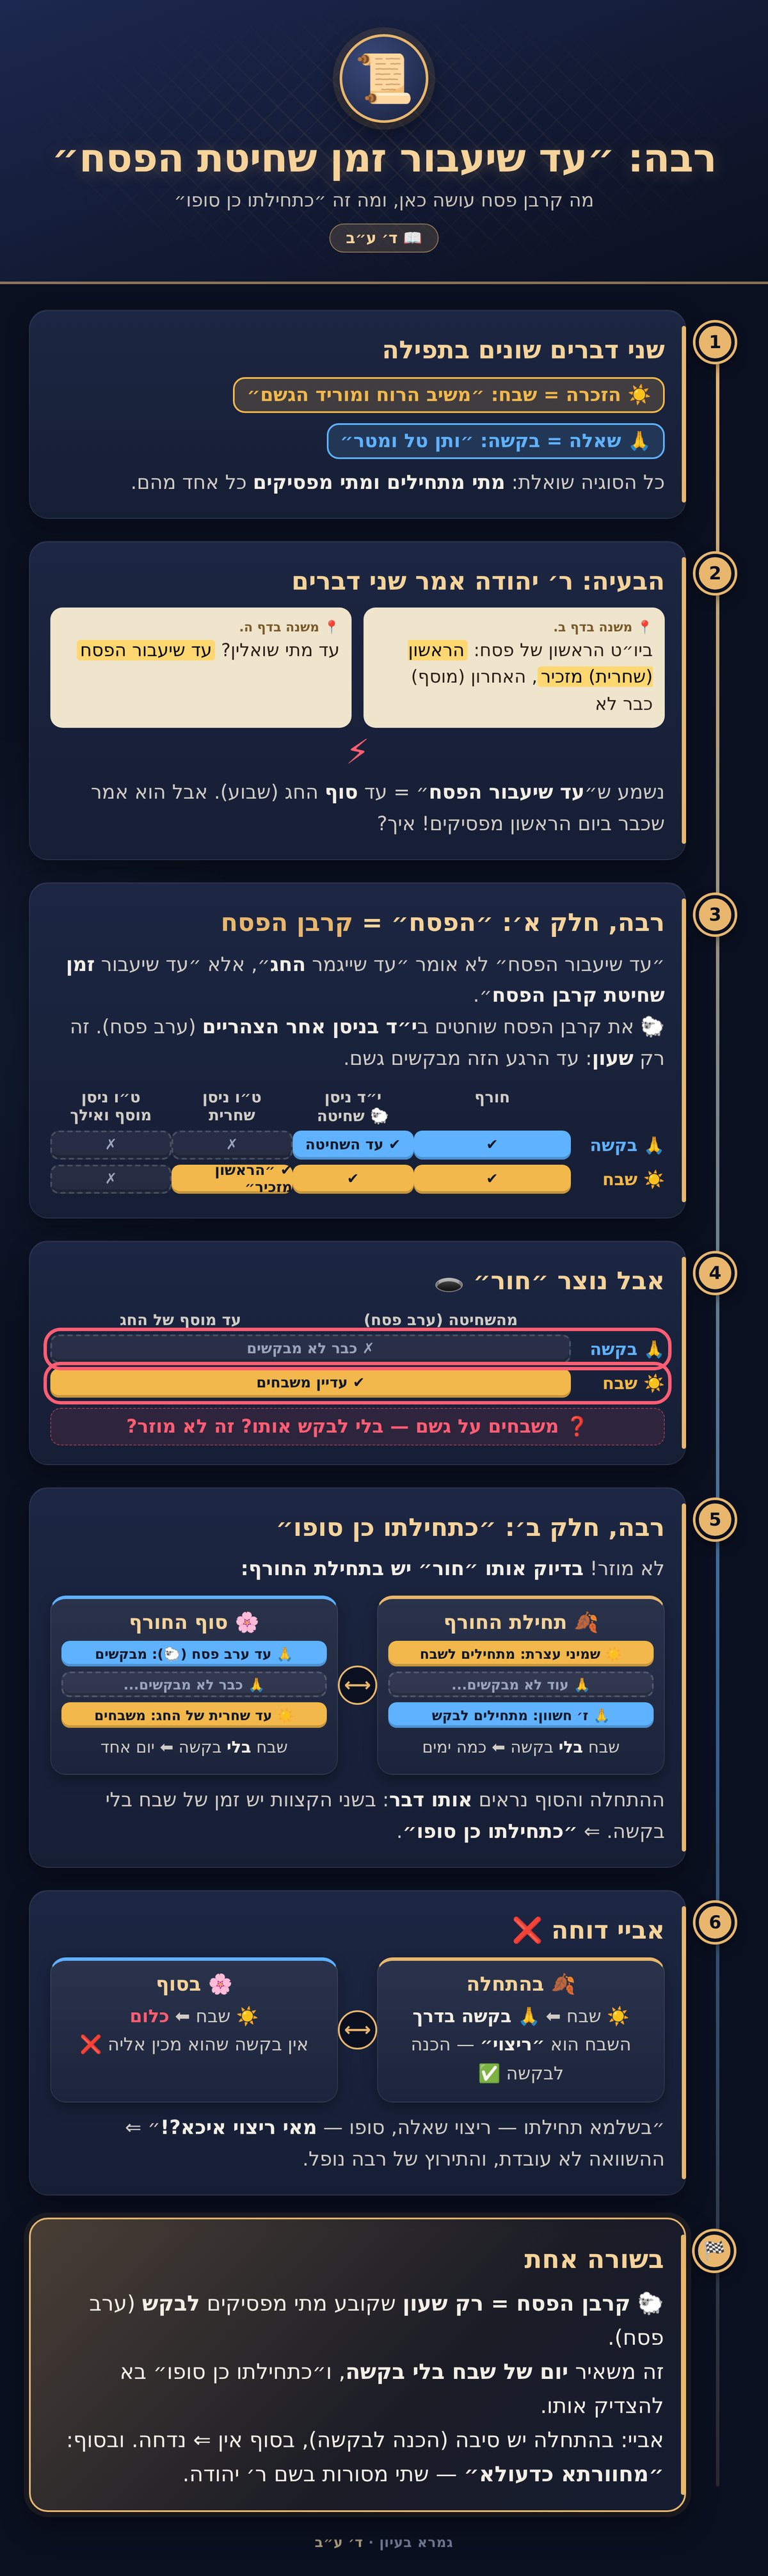 רבה: ״עד שיעבור זמן שחיטת הפסח״
מה קרבן פסח עושה כאן, ומה זה ״כתחילתו כן סופו״
📖 ד׳ ע״ב
1
שני דברים שונים בתפילה
☀️ הזכרה = שבח: ״משיב הרוח ומוריד הגשם״
🙏 שאלה = בקשה: ״ותן טל ומטר״
כל הסוגיה שואלת: מתי מתחילים ומתי מפסיקים כל אחד מהם.
2
הבעיה: ר׳ יהודה אמר שני דברים
📍 משנה בדף ב.
ביו״ט הראשון של פסח: הראשון
(שחרית) מזכיר, האחרון (מוסף)
כבר לא
📍 משנה בדף ה.
עד מתי שואלין? עד שיעבור הפסח
⚡
נשמע ש״עד שיעבור הפסח״ = עד סוף החג (שבוע). אבל הוא אמר
שכבר ביום הראשון מפסיקים! איך?
3
רבה, חלק א׳: ״הפסח״ = קרבן הפסח
״עד שיעבור הפסח״ לא אומר ״עד שייגמר החג״, אלא ״עד שיעבור זמן
שחיטת קרבן הפסח״.
🐑 את קרבן הפסח שוחטים בי״ד בניסן אחר הצהריים (ערב פסח). זה
רק שעון: עד הרגע הזה מבקשים גשם.
חורף
י״ד ניסן
🐑 שחיטה
ט״ו ניסן
שחרית
ט״ו ניסן
מוסף ואילך
🙏 בקשה
✓
✓ עד השחיטה
✗
✗
☀️ שבח
✓
✓
✓ ״הראשון
מזכיר״
✗
4
אבל נוצר ״חור״ 🕳️
מהשחיטה (ערב פסח)
עד מוסף של החג
🙏 בקשה
✗ כבר לא מבקשים
☀️ שבח
✓ עדיין משבחים
❓ משבחים על גשם — בלי לבקש אותו? זה לא מוזר?
5
רבה, חלק ב׳: ״כתחילתו כן סופו״
לא מוזר! בדיוק אותו ״חור״ יש בתחילת החורף:
🍂 תחילת החורף
☀️ שמיני עצרת: מתחילים לשבח
🙏 עוד לא מבקשים...
🙏 ז׳ חשוון: מתחילים לבקש
שבח בלי בקשה ⬅ כמה ימים
⟷
🌸 סוף החורף
🙏 עד ערב פסח (🐑): מבקשים
🙏 כבר לא מבקשים...
☀️ עד שחרית של החג: משבחים
שבח בלי בקשה ⬅ יום אחד
ההתחלה והסוף נראים אותו דבר: בשני הקצוות יש זמן של שבח בלי
בקשה. ⇐ ״כתחילתו כן סופו״.
6
אביי דוחה ❌
🍂 בהתחלה
☀️ שבח ⬅ 🙏 בקשה בדרך
השבח הוא ״ריצוי״ — הכנה
לבקשה ✅
⟷
🌸 בסוף
☀️ שבח ⬅ כלום
אין בקשה שהוא מכין אליה ❌
״בשלמא תחילתו — ריצוי שאלה, סופו — מאי ריצוי איכא?!״ ⇐
ההשוואה לא עובדת, והתירוץ של רבה נופל.
🏁
בשורה אחת
🐑 קרבן הפסח = רק שעון שקובע מתי מפסיקים לבקש (ערב
פסח).
זה משאיר יום של שבח בלי בקשה, ו״כתחילתו כן סופו״ בא
להצדיק אותו.
אביי: בהתחלה יש סיבה (הכנה לבקשה), בסוף אין ⇐ נדחה. ובסוף:
״מחוורתא כדעולא״ — שתי מסורות בשם ר׳ יהודה.
גמרא בעיון · ד׳ ע״ב